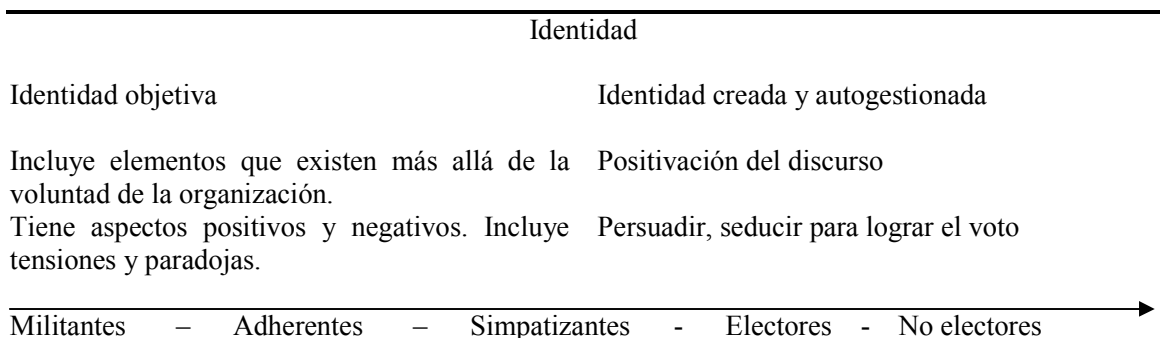 Identidad
Identidad objetiva
Identidad creada y autogestionada
Incluye elementos que existen más allá de la
voluntad de la organización.
Positivación del discurso
Tiene aspectos positivos y negativos. Incluye
tensiones y paradojas.
Persuadir, seducir para lograr el voto
Militantes – Adherentes – Simpatizantes - Electores - No electores